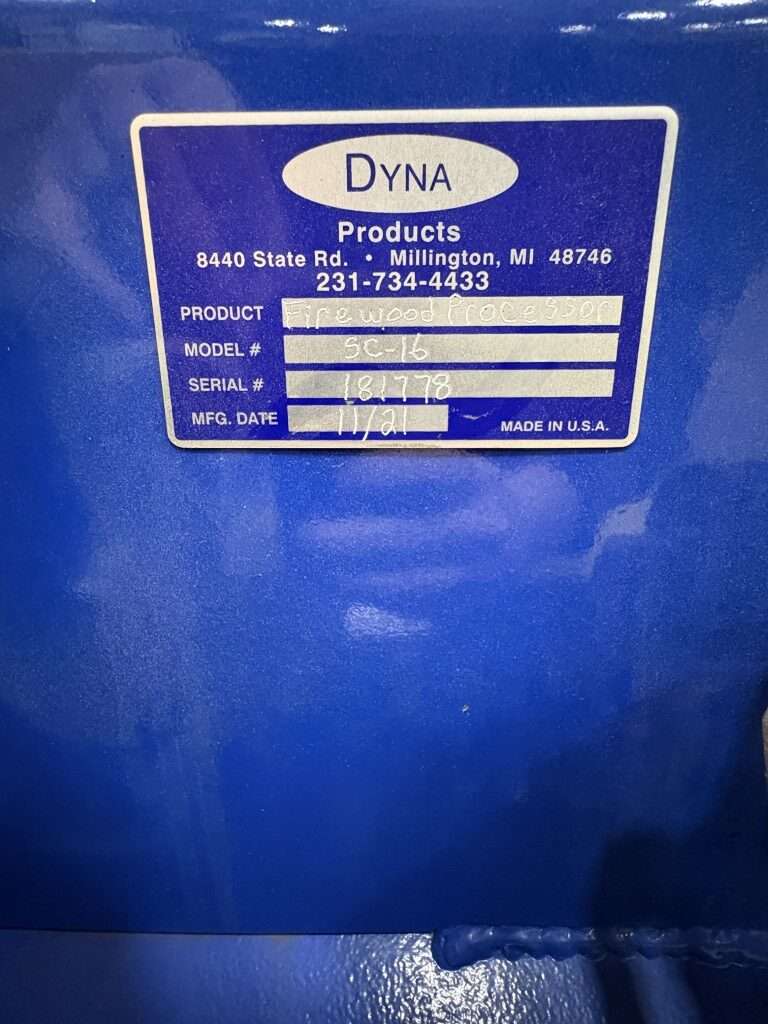 DYNA
Products
8440 State Rd. • Millington, MI 48746
231-734-4433
PRODUCT Firewood Processor
MODEL # SC-16
SERIAL # 181778
MFG. DATE 11/21 MADE IN U.S.A.